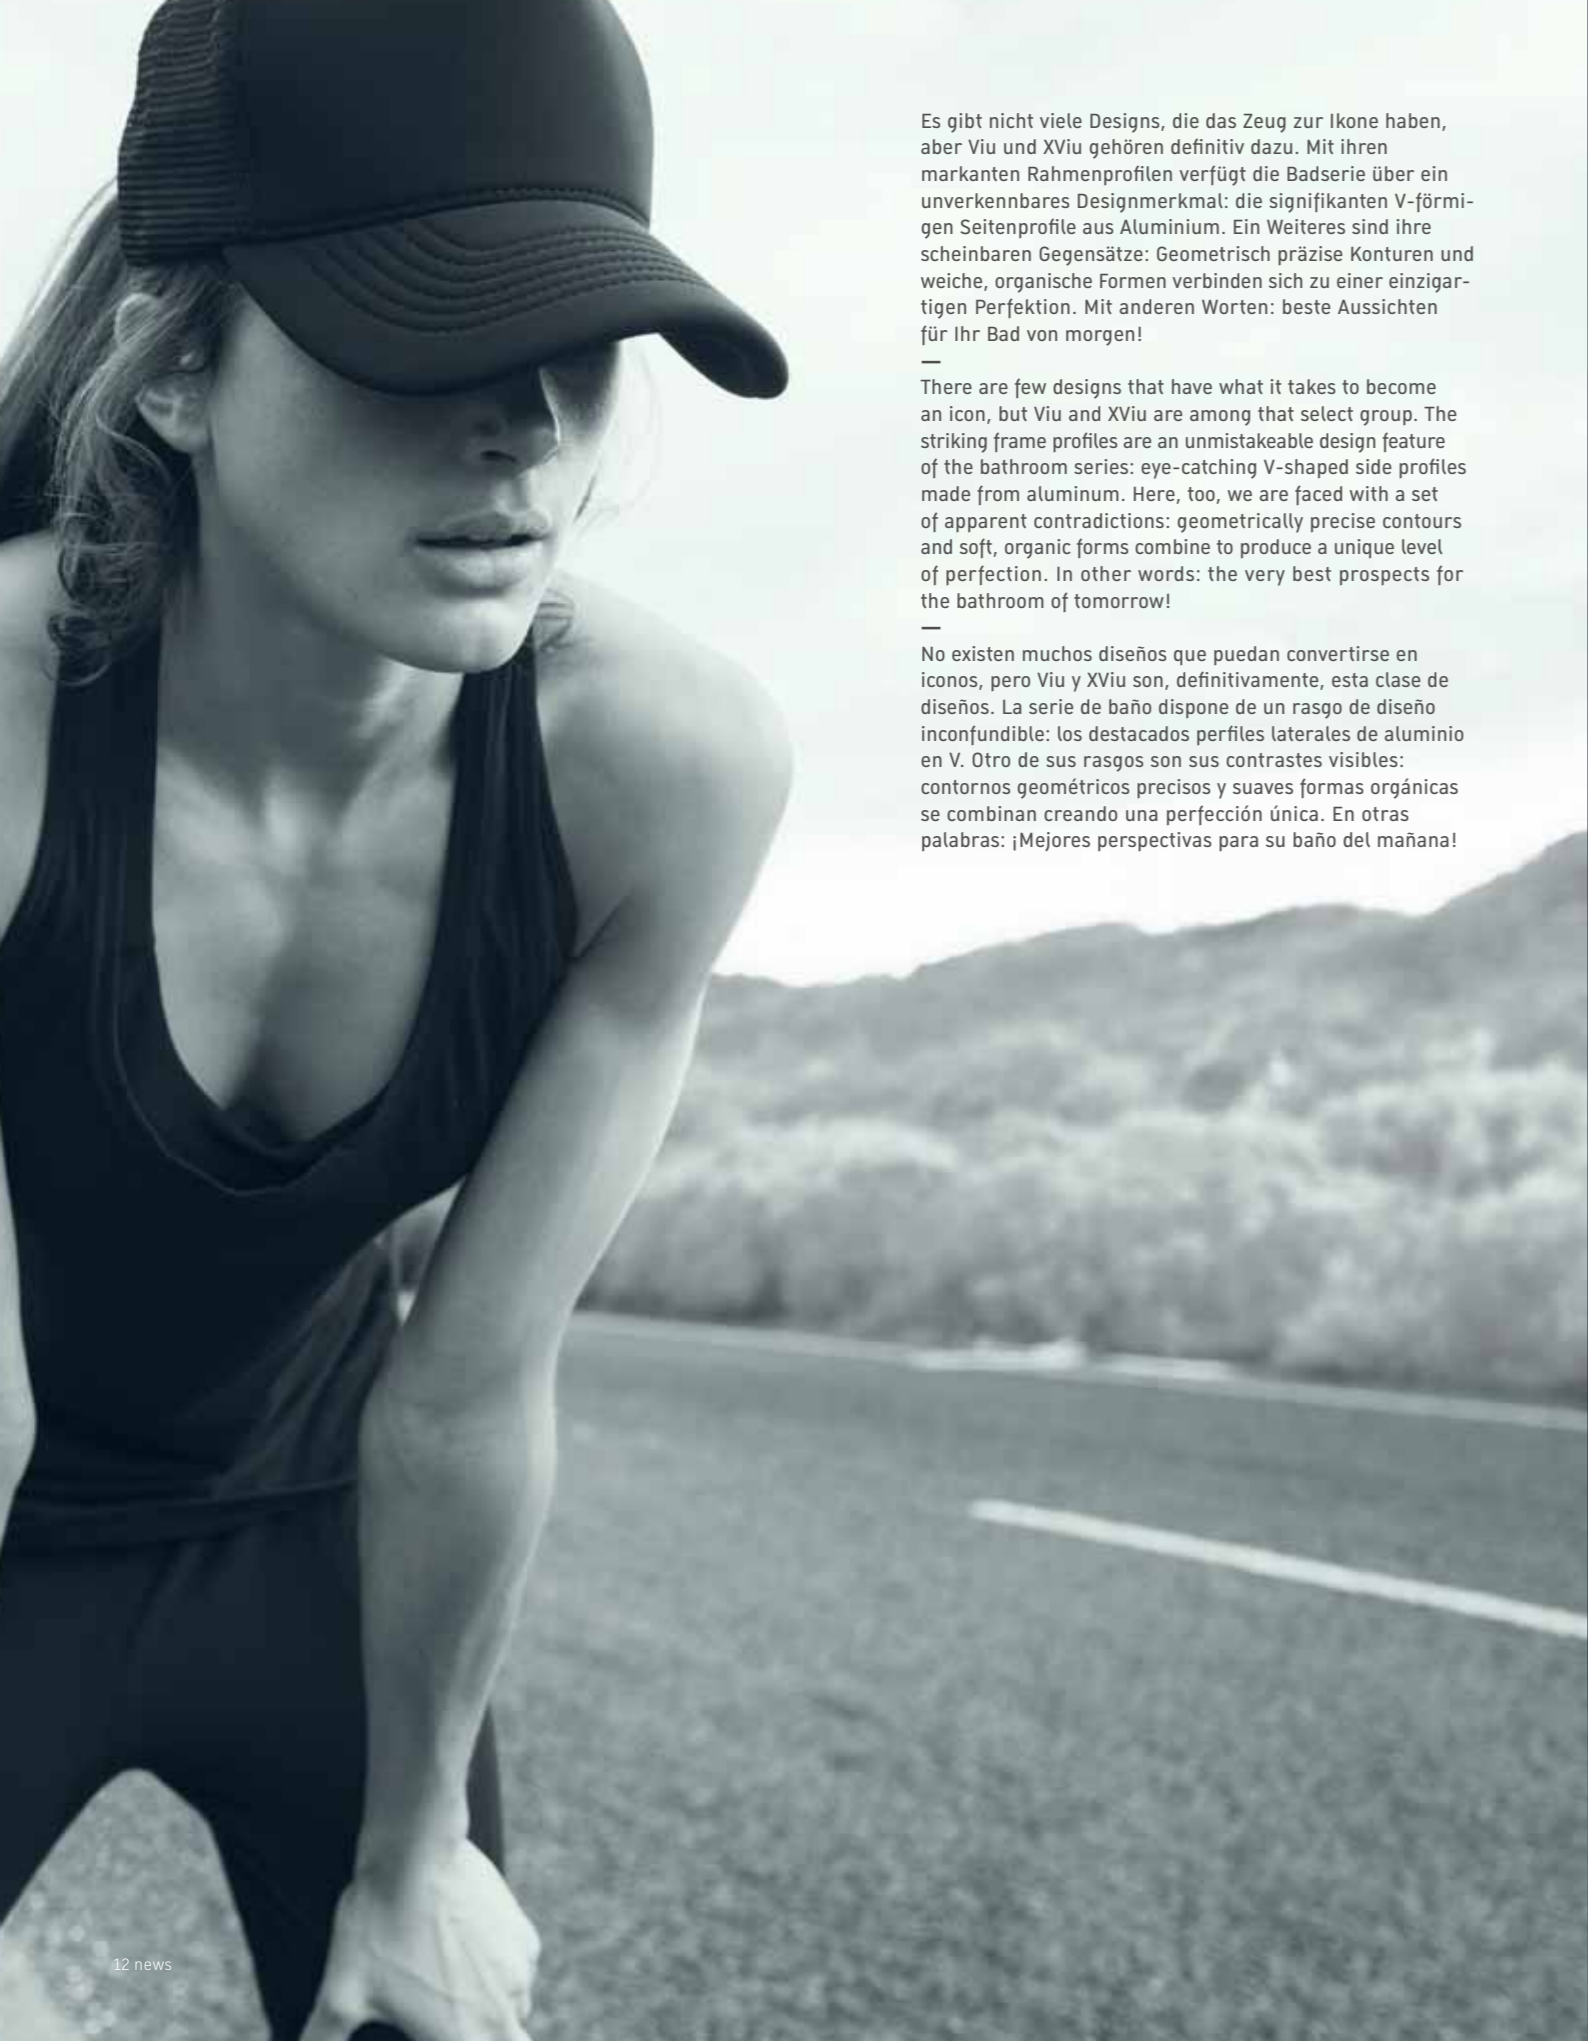 Es gibt nicht viele Designs, die das Zeug zur Ikone haben,
aber Viu und XViu gehören definitiv dazu. Mit ihren
markanten Rahmenprofilen verfügt die Badserie über ein
unverkennbares Designmerkmal: die signifikanten V-förmi-
gen Seitenprofile aus Aluminium. Ein Weiteres sind ihre
scheinbaren Gegensätze: Geometrisch präzise Konturen und
weiche, organische Formen verbinden sich zu einer einzigar-
tigen Perfektion. Mit anderen Worten: beste Aussichten
für Ihr Bad von morgen!
—
There are few designs that have what it takes to become
an icon, but Viu and XViu are among that select group. The
striking frame profiles are an unmistakeable design feature
of the bathroom series: eye-catching V-shaped side profiles
made from aluminum. Here, too, we are faced with a set
of apparent contradictions: geometrically precise contours
and soft, organic forms combine to produce a unique level
of perfection. In other words: the very best prospects for
the bathroom of tomorrow!
—
No existen muchos diseños que puedan convertirse en
iconos, pero Viu y XViu son, definitivamente, esta clase de
diseños. La serie de baño dispone de un rasgo de diseño
inconfundible: los destacados perfiles laterales de aluminio
en V. Otro de sus rasgos son sus contrastes visibles:
contornos geométricos precisos y suaves formas orgánicas
se combinan creando una perfección única. En otras
palabras: ¡Mejores perspectivas para su baño del mañana!
12 news